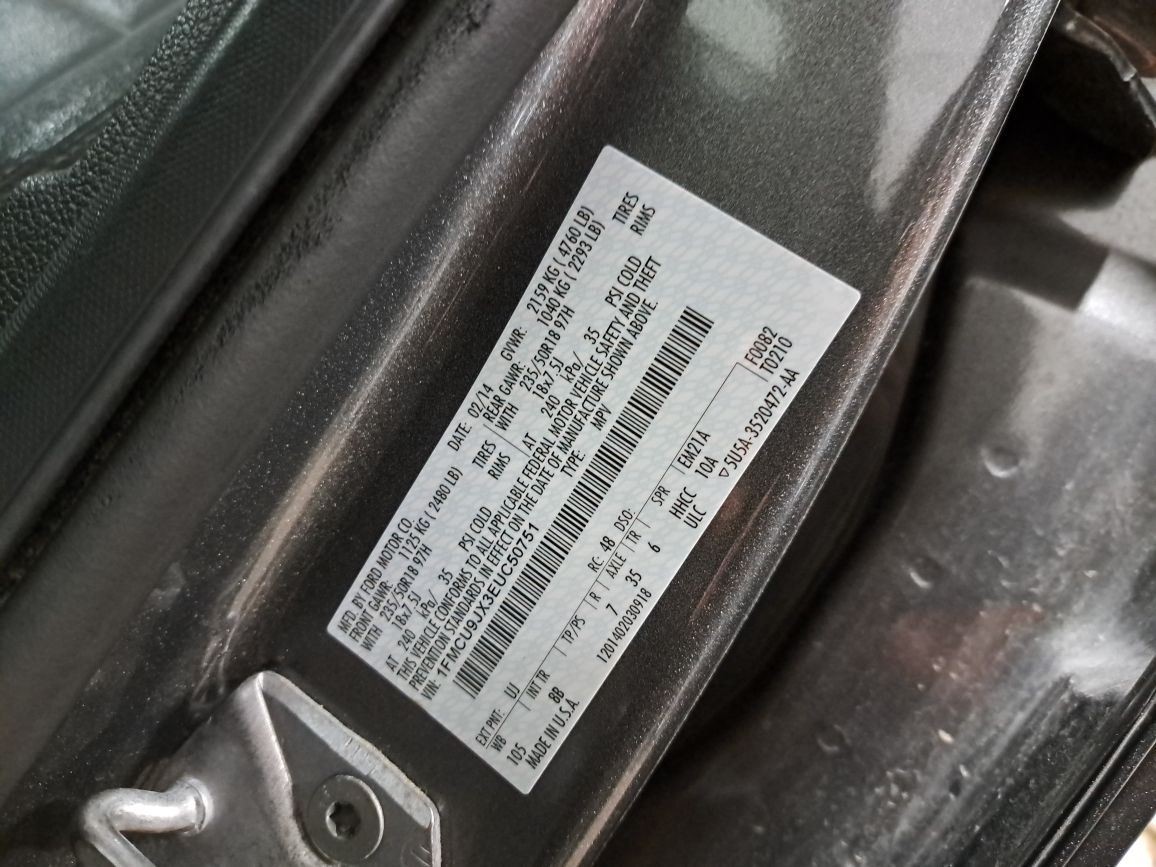 MFD. BY FORD MOTOR CO.
DATE: 02/14 GVWR: 2159 KG ( 4760 LB)
FRONT GAWR: 1125 KG ( 2480 LB) REAR GAWR: 1040 KG ( 2293 LB)
WITH 235/50R18 97H TIRES WITH 235/50R18 97H TIRES
18x7.5J RIMS 18x7.5J RIMS
AT 240 kPa/ 35 PSI COLD AT 240 kPa/ 35 PSI COLD
THIS VEHICLE CONFORMS TO ALL APPLICABLE FEDERAL MOTOR VEHICLE SAFETY AND THEFT
PREVENTION STANDARDS IN EFFECT ON THE DATE OF MANUFACTURE SHOWN ABOVE.
VIN: 1FMCU9JX3EUC50751 TYPE: MPV
EXT PNT: UJ RC: 48 DSO: F0082
WB INT TR TP/PS R AXLE TR SPR EM21A T0210
105 8B 7 35 6 HHCC 10A
MADE IN U.S.A. 1201402030918 ULC ▽5U5A-3520472-AA